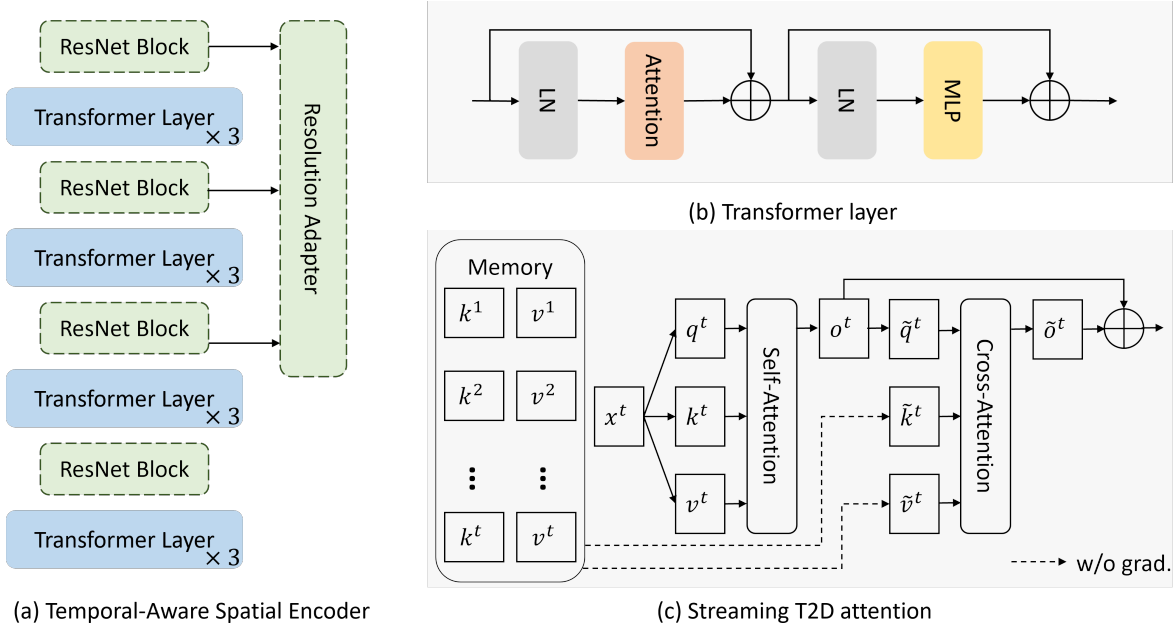 ResNet Block
Transformer Layer × 3
ResNet Block
Transformer Layer × 3
ResNet Block
Transformer Layer × 3
ResNet Block
Transformer Layer × 3
Resolution Adapter
(a) Temporal-Aware Spatial Encoder
LN
Attention
LN
MLP
(b) Transformer layer
Memory
k¹ v¹
k² v²
⋮ ⋮
kᵗ vᵗ
xᵗ
qᵗ
kᵗ
vᵗ
Self-Attention
oᵗ
q̃ᵗ
k̃ᵗ
ṽᵗ
Cross-Attention
õᵗ
w/o grad.
(c) Streaming T2D attention